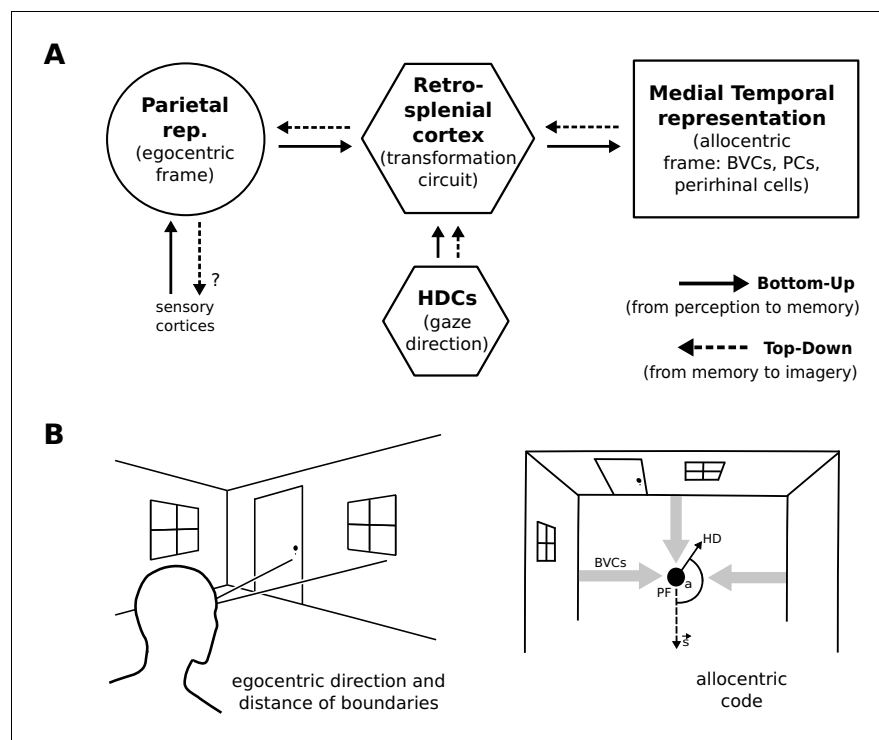 A
Parietal
rep.
(egocentric
frame)
Retro-
splenial
cortex
(transformation
circuit)
Medial Temporal
representation
(allocentric
frame: BVCs, PCs,
perirhinal cells)
?
sensory
cortices
HDCs
(gaze
direction)
Bottom-Up
(from perception to memory)
Top-Down
(from memory to imagery)
B
egocentric direction and
distance of boundaries
HD
BVCs
PF
a
s
allocentric
code